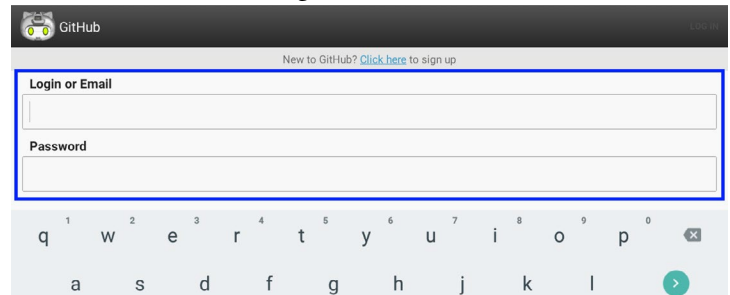 GitHub
LOG IN
New to GitHub? Click here to sign up
Login or Email
Password
1 2 3 4 5 6 7 8 9 0
q w e r t y u i o p
a s d f g h j k l